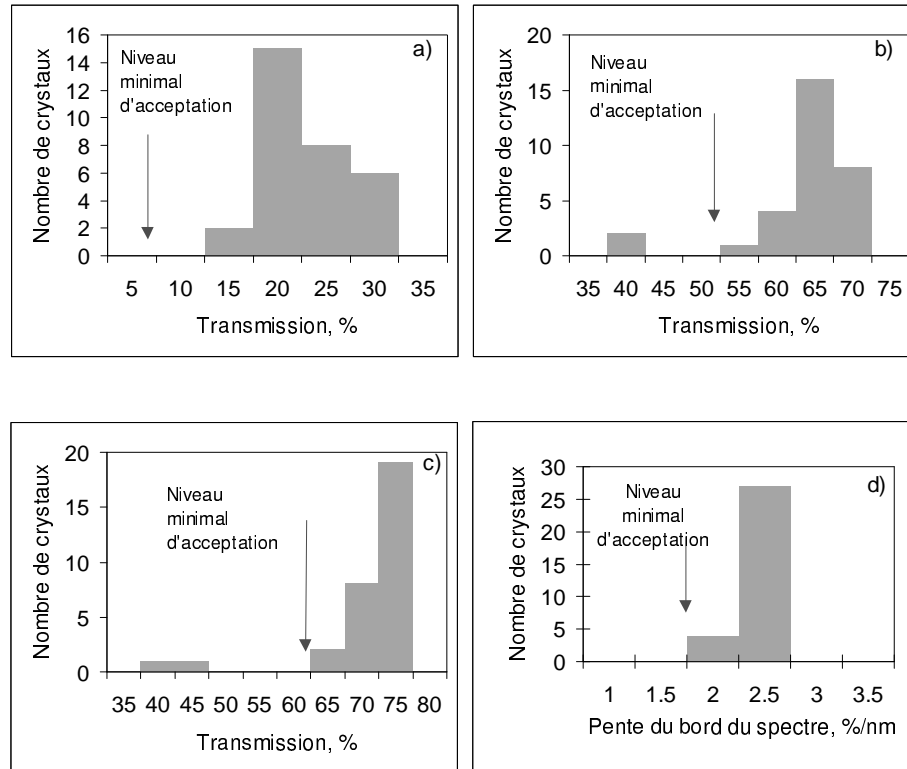 a)
Nombre de crystaux
16
14
12
10
8
6
4
2
0
Niveau
minimal
d'acceptation
5 10 15 20 25 30 35
Transmission, %
b)
Nombre de crystaux
20
15
10
5
0
Niveau
minimal
d'acceptation
35 40 45 50 55 60 65 70 75
Transmission, %
c)
Nombre de crystaux
20
15
10
5
0
Niveau
minimal
d'acceptation
35 40 45 50 55 60 65 70 75 80
Transmission, %
d)
Nombre de crystaux
30
25
20
15
10
5
0
Niveau
minimal
d'acceptation
1 1.5 2 2.5 3 3.5
Pente du bord du spectre, %/nm